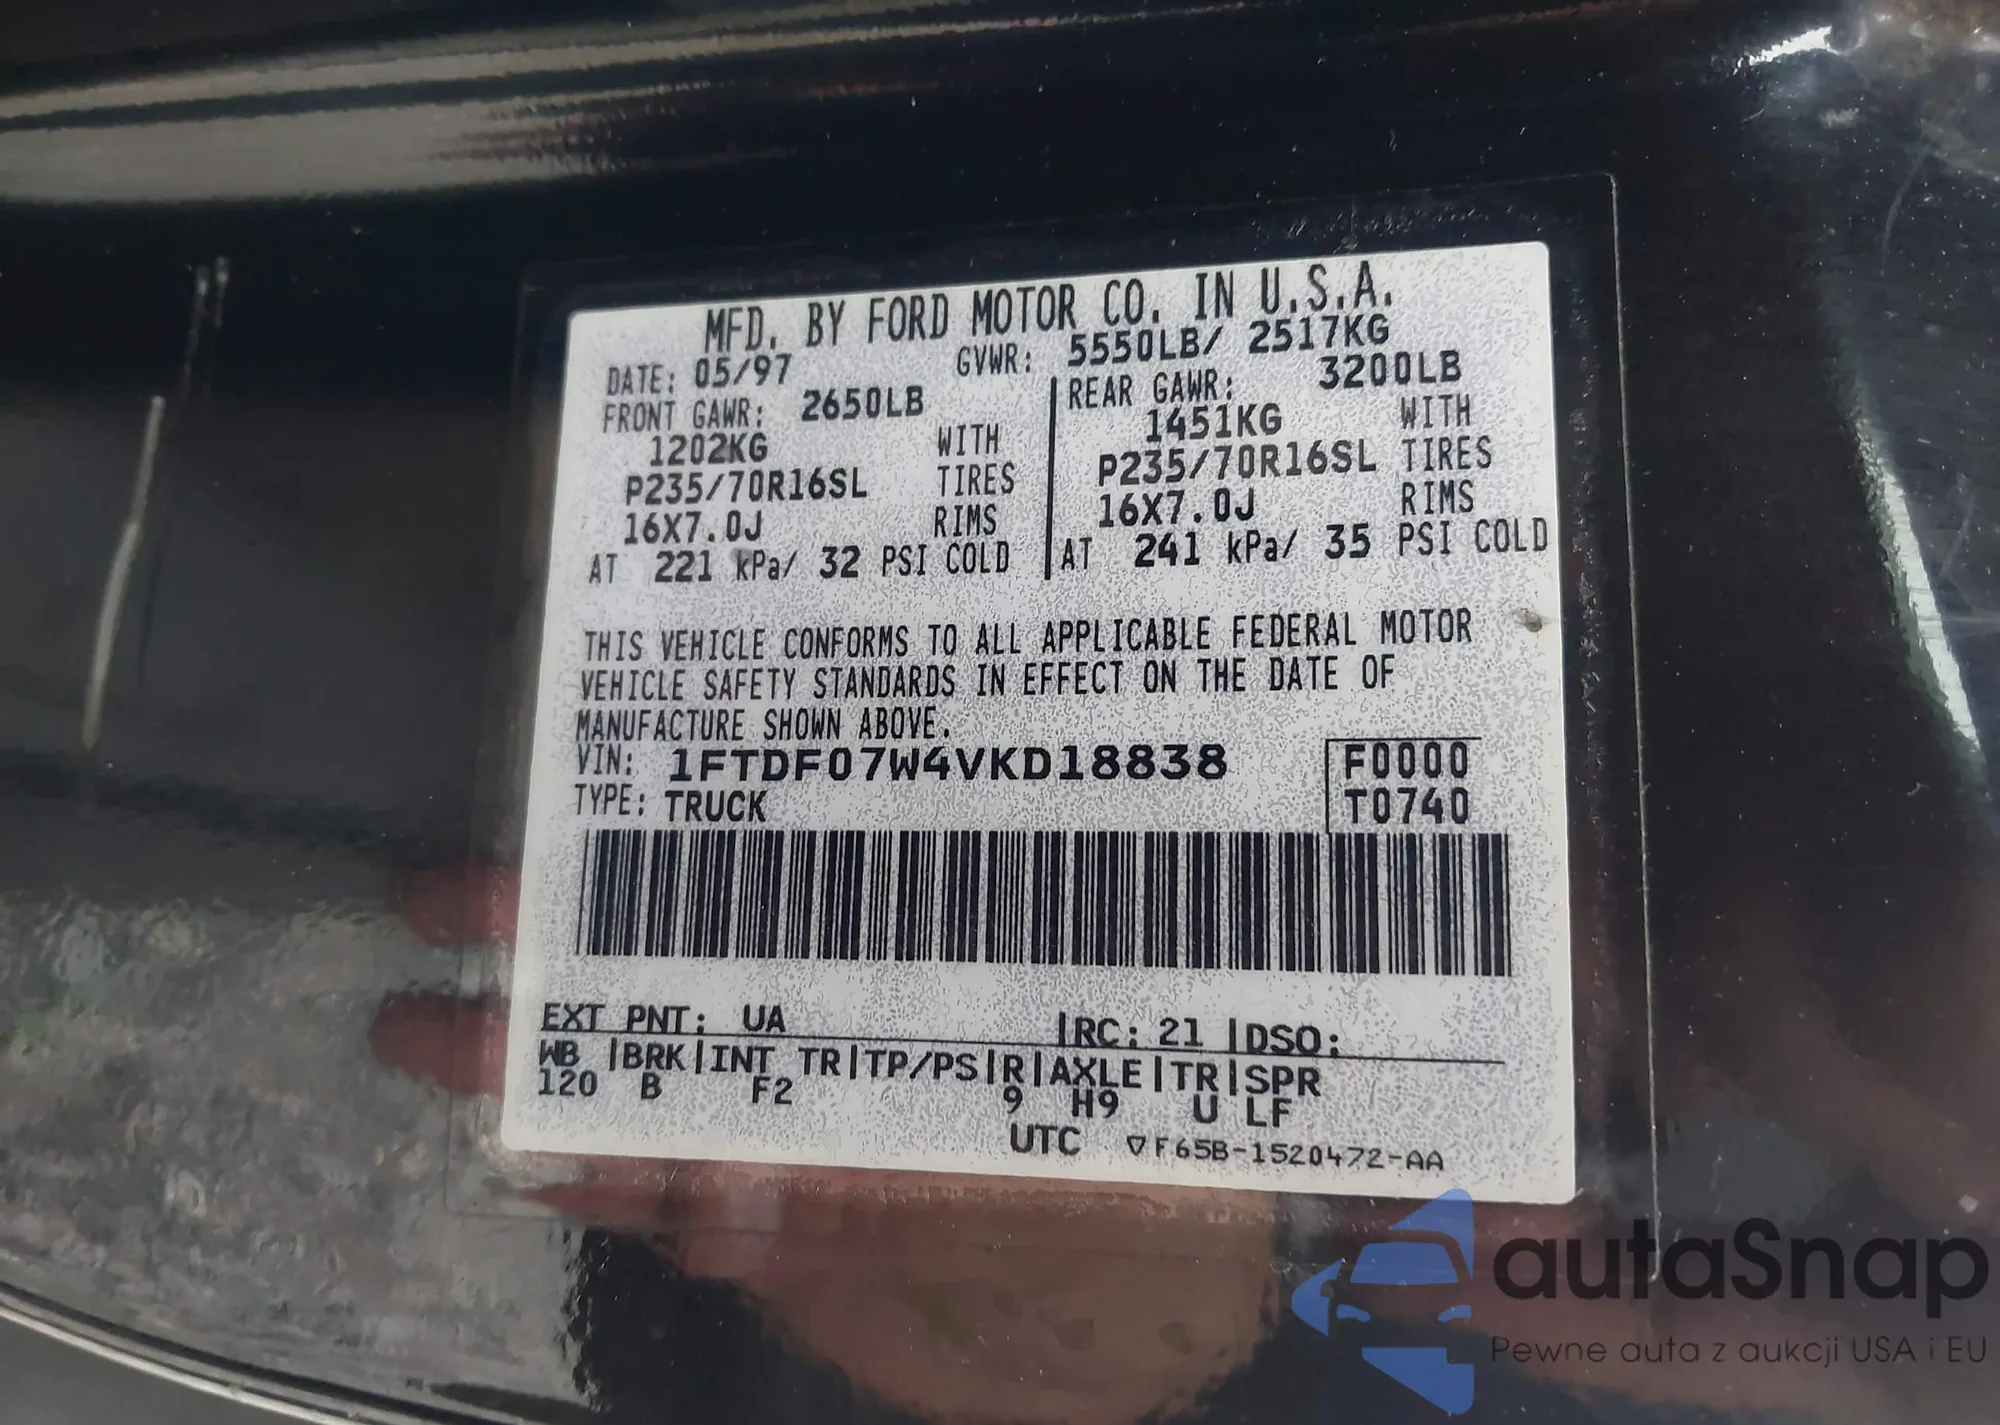 MFD. BY FORD MOTOR CO. IN U.S.A.
DATE: 05/97 GVWR: 5550LB/ 2517KG
FRONT GAWR: 2650LB REAR GAWR: 3200LB
1202KG WITH 1451KG WITH
P235/70R16SL TIRES P235/70R16SL TIRES
16X7.0J RIMS 16X7.0J RIMS
AT 221 kPa/ 32 PSI COLD AT 241 kPa/ 35 PSI COLD
THIS VEHICLE CONFORMS TO ALL APPLICABLE FEDERAL MOTOR
VEHICLE SAFETY STANDARDS IN EFFECT ON THE DATE OF
MANUFACTURE SHOWN ABOVE.
VIN: 1FTDF07W4VKD18838 F0000
TYPE: TRUCK T0740
EXT PNT: UA RC: 21 DSO:
WB BRK INT TR TP/PS R AXLE TR SPR
120 B F2 9 H9 U LF
UTC ▽F65B-1520472-AA
autaSnap
Pewne auta z aukcji USA i EU